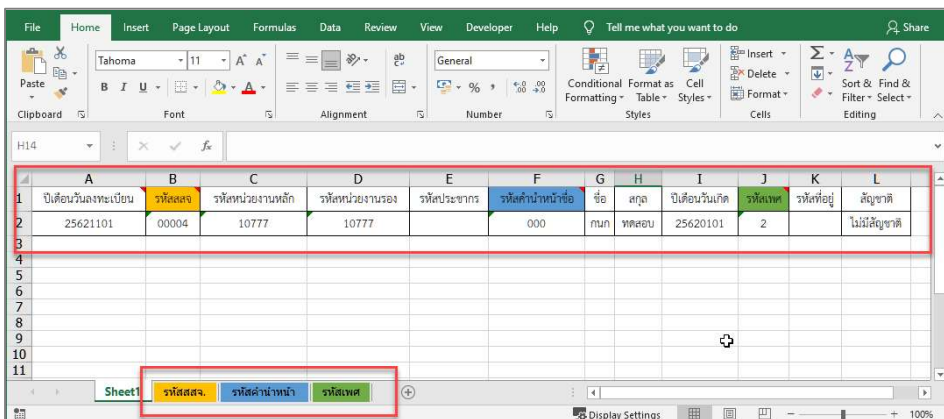 File Home Insert Page Layout Formulas Data Review View Developer Help Tell me what you want to do Share
Paste
Clipboard
Tahoma 11 A A
B I U A
Font
ab
Alignment
General
% , .00 .0
Number
Conditional Formatting Format as Table Cell Styles
Styles
Insert
Delete
Format
Cells
Sort & Filter Find & Select
Editing
H14 fx
A B C D E F G H I J K L
1 ปีเดือนวันลงทะเบียน รหัสสสจ รหัสหน่วยงานหลัก รหัสหน่วยงานรอง รหัสประชากร รหัสคำนำหน้าชื่อ ชื่อ สกุล ปีเดือนวันเกิด รหัสเพศ รหัสที่อยู่ สัญชาติ
2 25621101 00004 10777 10777 000 กนก ทดสอบ 25620101 2 ไม่มีสัญชาติ
3
4
5
6
7
8
9
10
11
Sheet1 รหัสสสจ. รหัสคำนำหน้า รหัสเพศ
Display Settings 100%